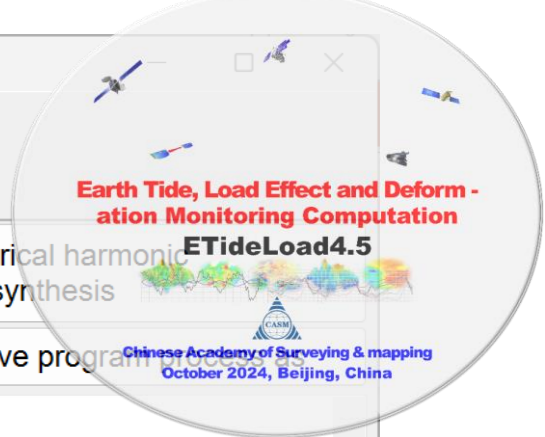 Earth Tide, Load Effect and Deform -
ation Monitoring Computation
ETideLoad4.5
rical harmonic
synthesis
CASM
ve program process as
Chinese Academy of Surveying & mapping
October 2024, Beijing, China